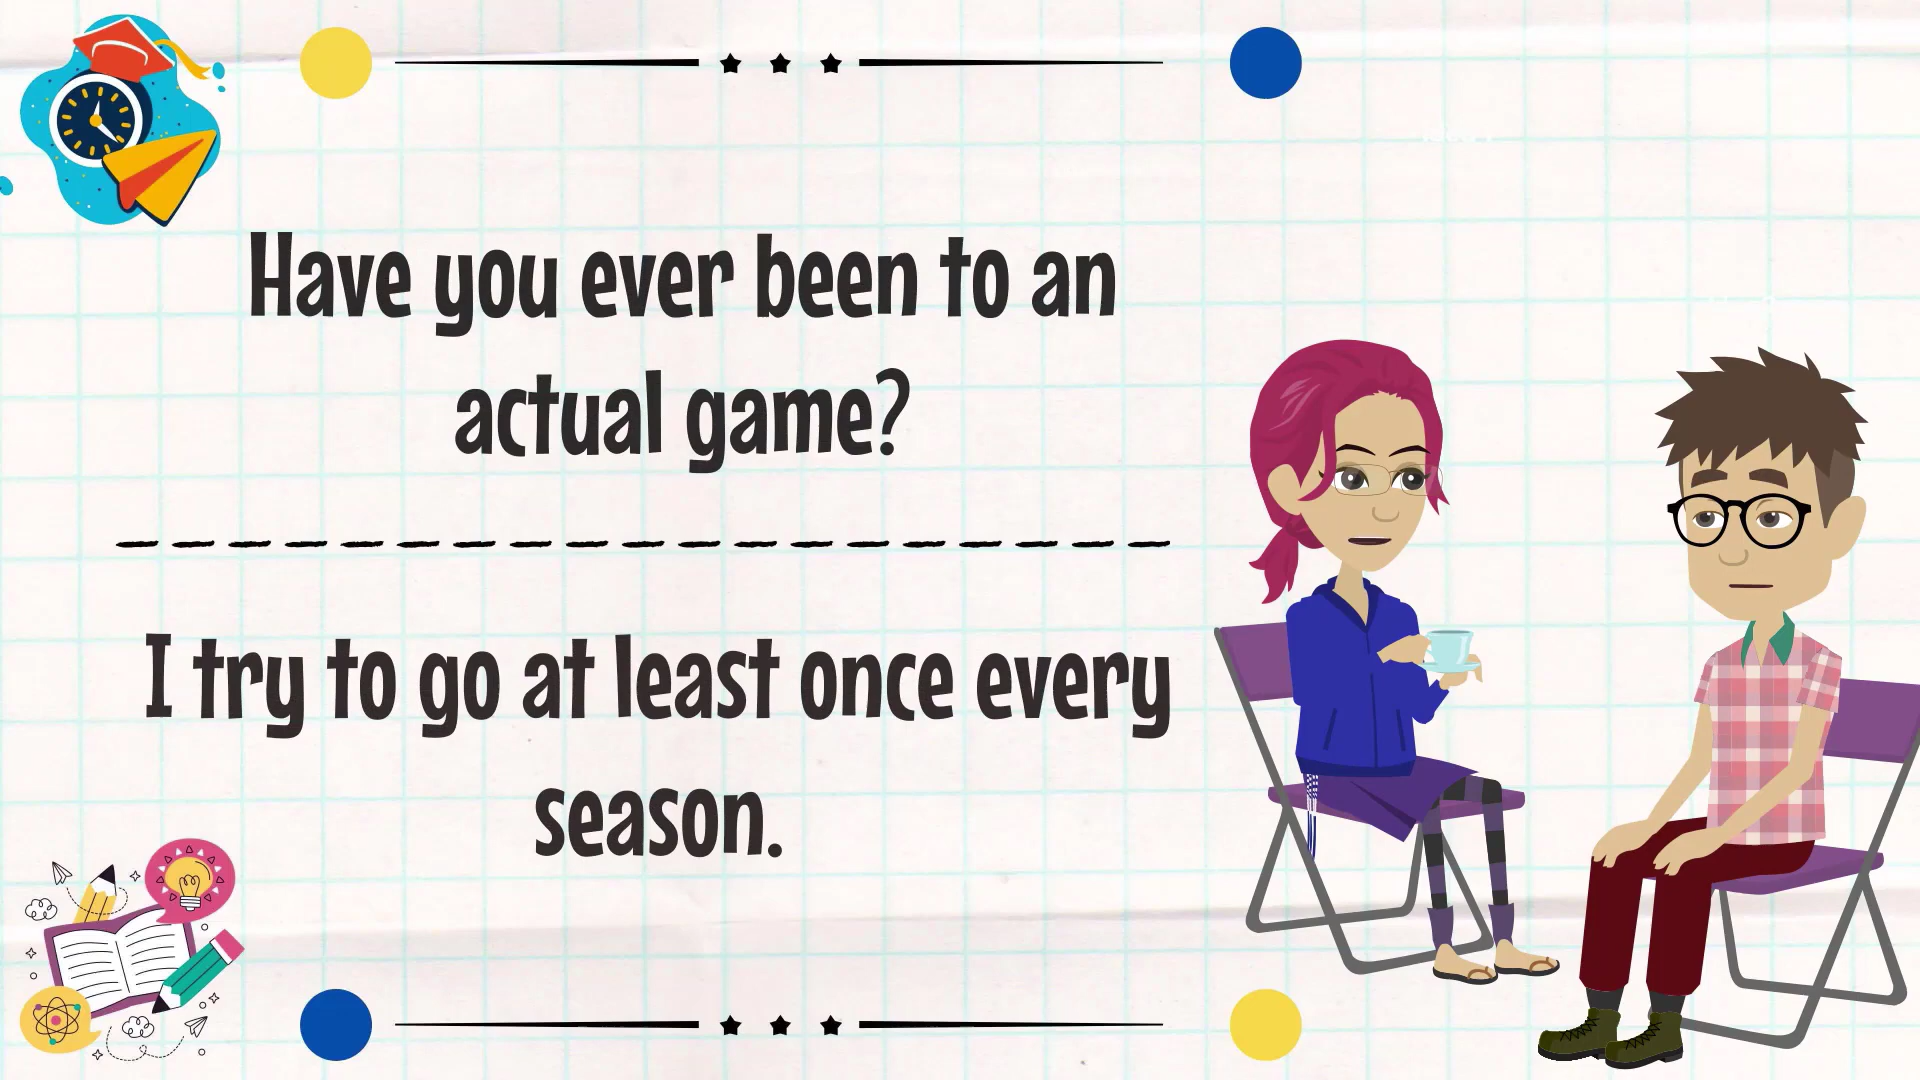 Have you ever been to an
actual game?
I try to go at least once every
season.